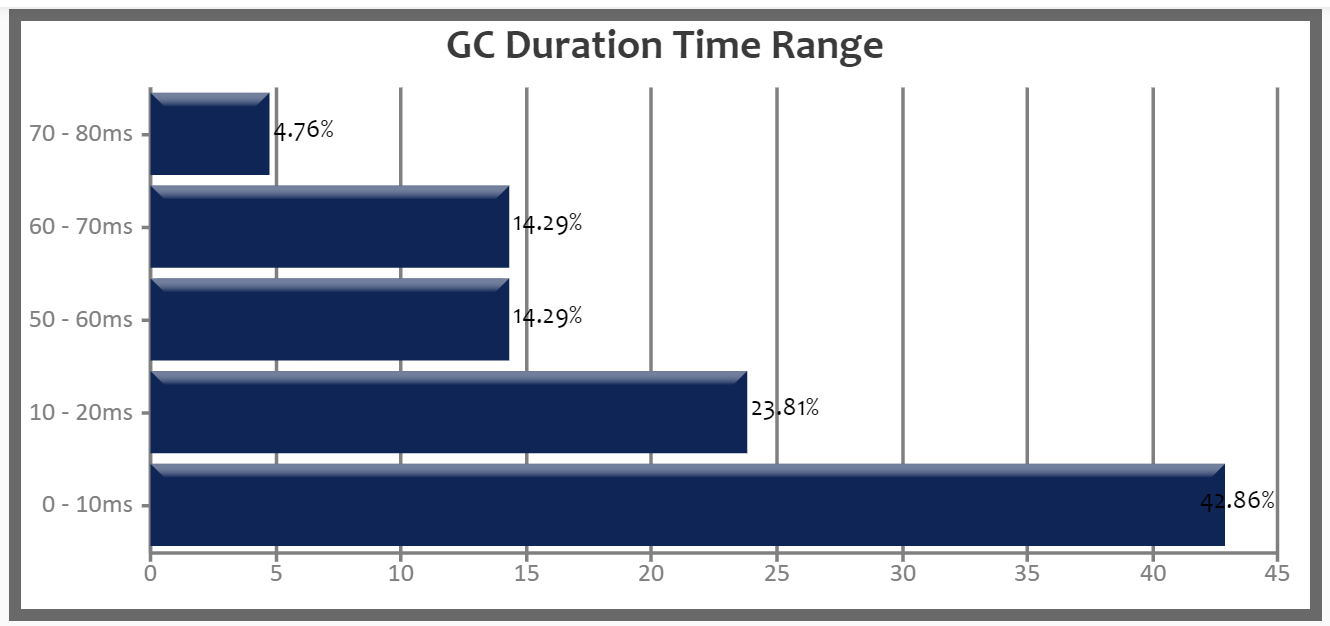 GC Duration Time Range
70 - 80ms
4.76%
60 - 70ms
14.29%
50 - 60ms
14.29%
10 - 20ms
23.81%
0 - 10ms
42.86%
0 5 10 15 20 25 30 35 40 45